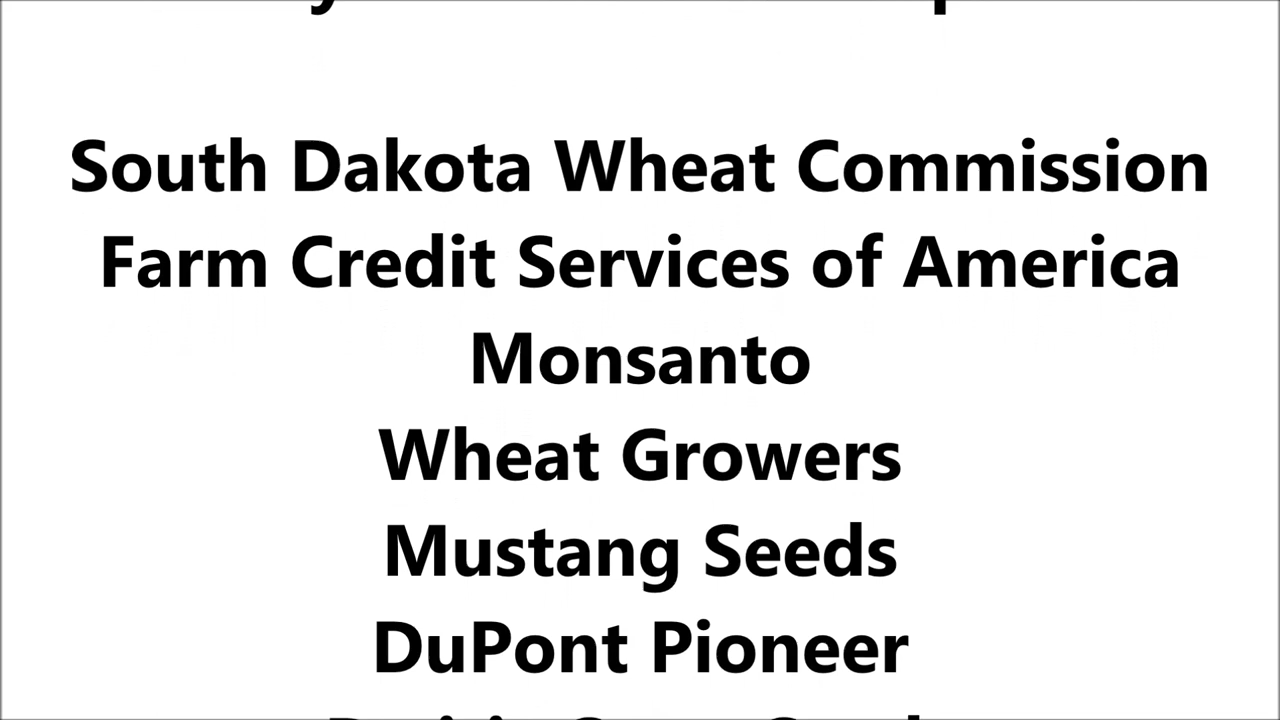 South Dakota Wheat Commission
Farm Credit Services of America
Monsanto
Wheat Growers
Mustang Seeds
DuPont Pioneer